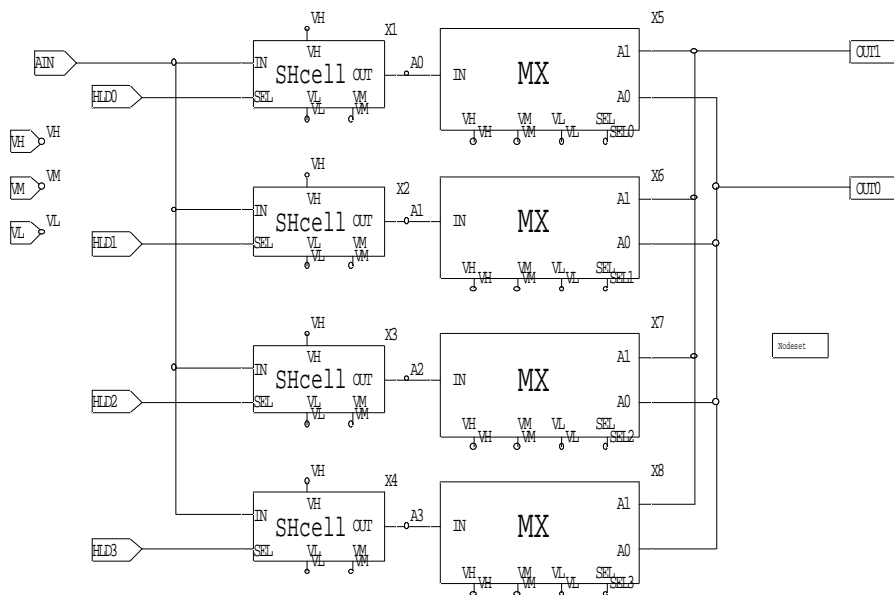 VH X1 X5
AIN IN VH SHcell OUT A0 IN MX A1 OUT1
HLD0 SEL VL VM A0
VL VM VH VM VL SEL
VH VM VL SEL0
VH VH
VM VM
VL VL
VH X2 X6
IN VH SHcell OUT A1 IN MX A1 OUT0
HLD1 SEL VL VM A0
VL VM VH VM VL SEL
VH VM VL SEL1
VH X3 X7
Nodeset
IN VH SHcell OUT A2 IN MX A1
HLD2 SEL VL VM A0
VL VM VH VM VL SEL
VH VM VL SEL2
VH X4 X8
IN VH SHcell OUT A3 IN MX A1
HLD3 SEL VL VM A0
VL VM VH VM VL SEL
VH VM VL SEL3